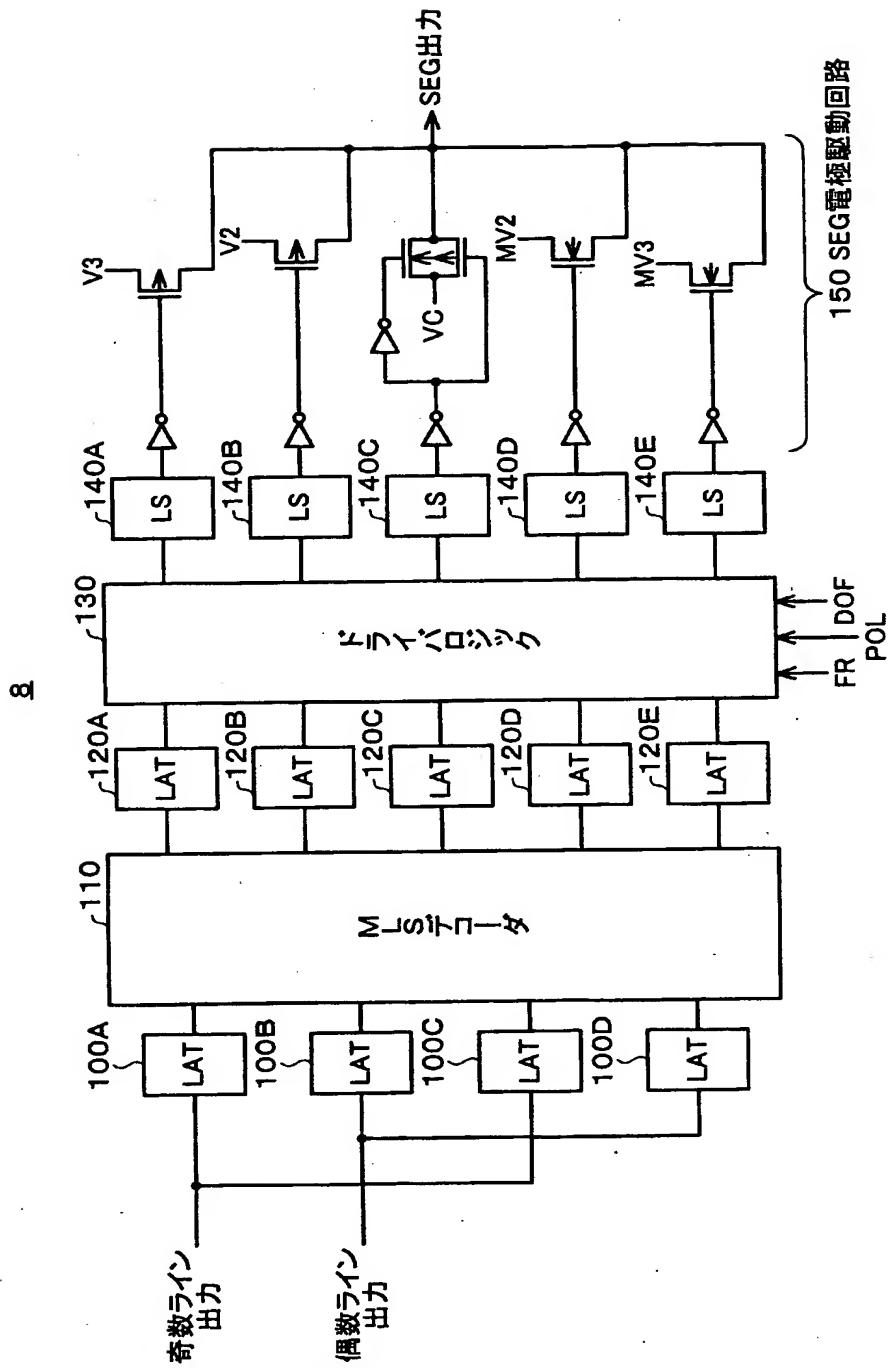 8
奇数ライン
出力
偶数ライン
出力
100A
LAT
100B
LAT
100C
LAT
100D
LAT
110
MLSデコーダ
120A
LAT
120B
LAT
120C
LAT
120D
LAT
120E
LAT
130
ドライバロジック
FR
POL
DOF
140A
LS
140B
LS
140C
LS
140D
LS
140E
LS
V3
V2
VC
MV2
MV3
SEG出力
150 SEG電極駆動回路